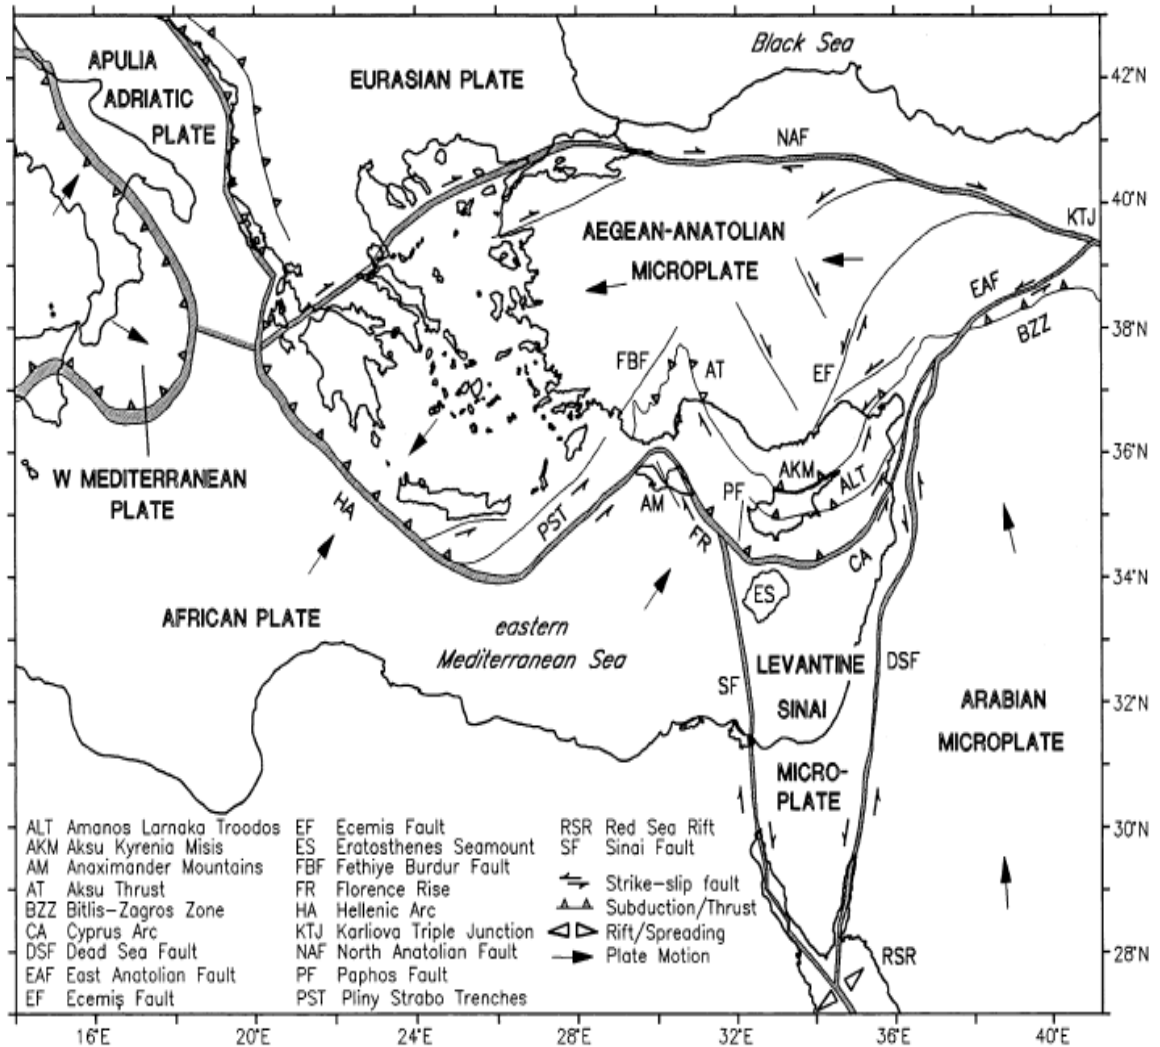 Black Sea
APULIA
ADRIATIC
PLATE
EURASIAN PLATE
42°N
NAF
40°N
KTJ
AEGEAN-ANATOLIAN
MICROPLATE
EAF
BZZ
38°N
FBF
AT
EF
36°N
W MEDITERRANEAN
PLATE
HA
PST
AM
FR
PF
AKM
ALT
CA
34°N
ES
AFRICAN PLATE
eastern
Mediterranean Sea
LEVANTINE
SINAI
MICRO-
PLATE
SF
DSF
32°N
ARABIAN
MICROPLATE
30°N
28°N
RSR
ALT Amanos Larnaka Troodos
AKM Aksu Kyrenia Misis
AM Anaximander Mountains
AT Aksu Thrust
BZZ Bitlis-Zagros Zone
CA Cyprus Arc
DSF Dead Sea Fault
EAF East Anatolian Fault
EF Ecemiş Fault
EF Ecemis Fault
ES Eratosthenes Seamount
FBF Fethiye Burdur Fault
FR Florence Rise
HA Hellenic Arc
KTJ Karliova Triple Junction
NAF North Anatolian Fault
PF Paphos Fault
PST Pliny Strabo Trenches
RSR Red Sea Rift
SF Sinai Fault
Strike-slip fault
Subduction/Thrust
Rift/Spreading
Plate Motion
16°E 20°E 24°E 28°E 32°E 36°E 40°E